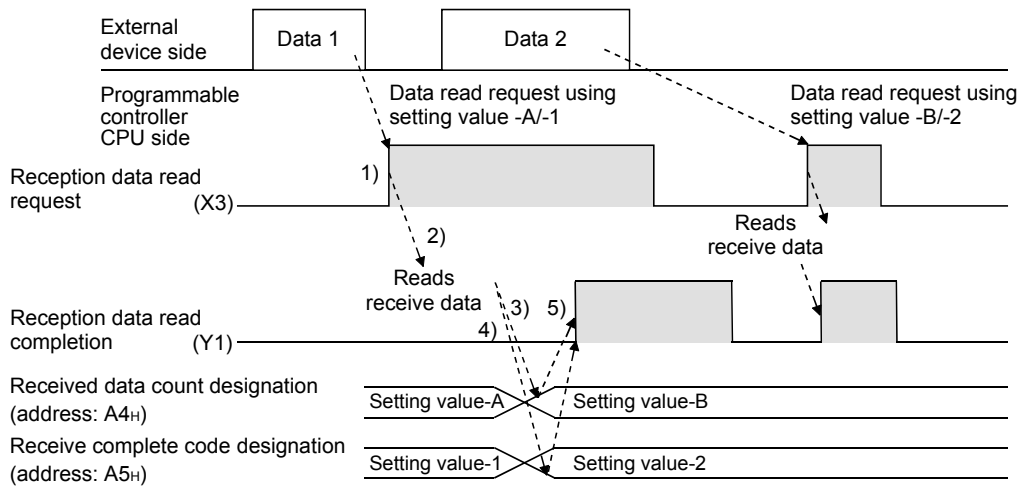 External
device side
Data 1
Data 2
Programmable
controller
CPU side
Data read request using
setting value -A/-1
Data read request using
setting value -B/-2
Reception data read
request
(X3)
1)
2)
Reads
receive data
Reads
receive data
3)
4)
5)
Reception data read
completion
(Y1)
Received data count designation
(address: A4H)
Setting value-A
Setting value-B
Receive complete code designation
(address: A5H)
Setting value-1
Setting value-2